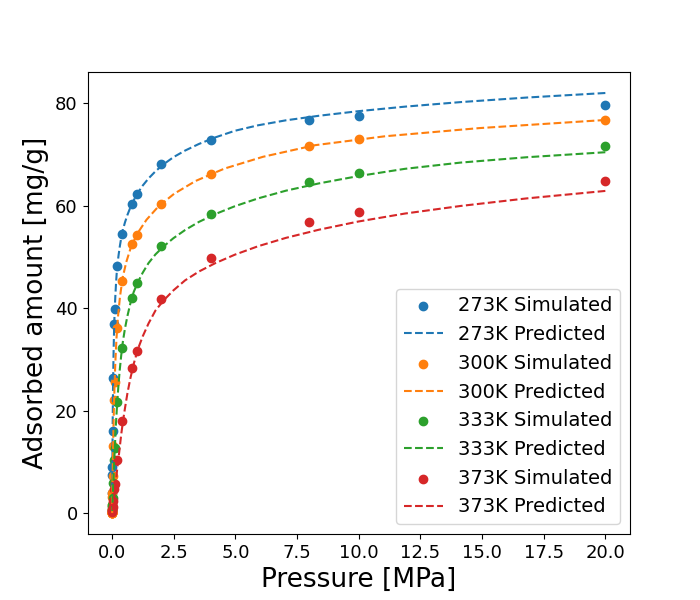 Adsorbed amount [mg/g]
80
60
40
20
0
273K Simulated
273K Predicted
300K Simulated
300K Predicted
333K Simulated
333K Predicted
373K Simulated
373K Predicted
0.0 2.5 5.0 7.5 10.0 12.5 15.0 17.5 20.0
Pressure [MPa]